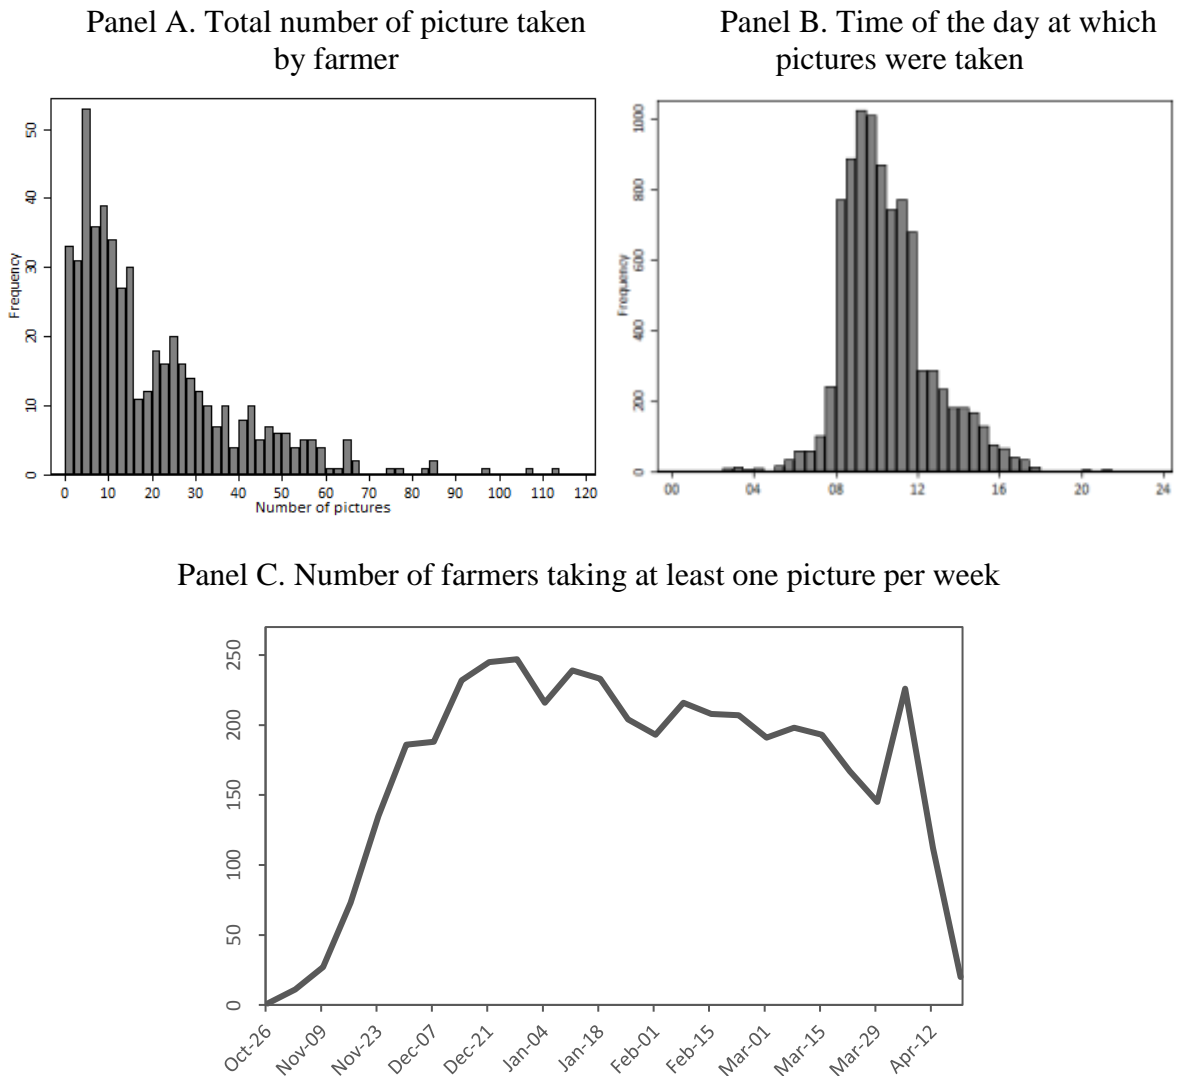 Panel A. Total number of picture taken
by farmer
Panel B. Time of the day at which
pictures were taken
Frequency
50
40
30
20
10
0
0 10 20 30 40 50 60 70 80 90 100 110 120
Number of pictures
Frequency
1000
800
600
400
200
0
00 04 08 12 16 20 24
Panel C. Number of farmers taking at least one picture per week
250
200
150
100
50
0
Oct-26 Nov-09 Nov-23 Dec-07 Dec-21 Jan-04 Jan-18 Feb-01 Feb-15 Mar-01 Mar-15 Mar-29 Apr-12